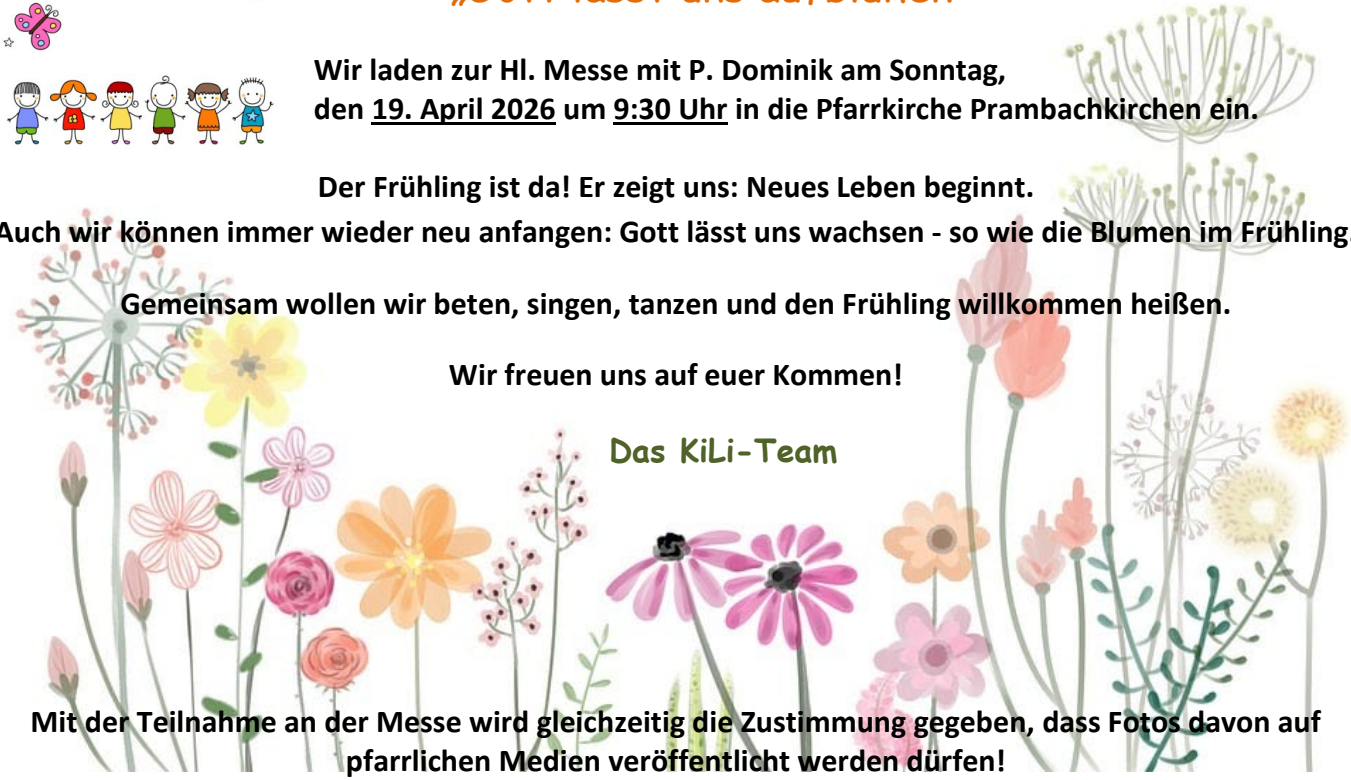 „Gott lässt uns aufblühen“
Wir laden zur Hl. Messe mit P. Dominik am Sonntag,
den 19. April 2026 um 9:30 Uhr in die Pfarrkirche Prambachkirchen ein.
Der Frühling ist da! Er zeigt uns: Neues Leben beginnt.
Auch wir können immer wieder neu anfangen: Gott lässt uns wachsen - so wie die Blumen im Frühling.
Gemeinsam wollen wir beten, singen, tanzen und den Frühling willkommen heißen.
Wir freuen uns auf euer Kommen!
Das KiLi-Team
Mit der Teilnahme an der Messe wird gleichzeitig die Zustimmung gegeben, dass Fotos davon auf
pfarrlichen Medien veröffentlicht werden dürfen!